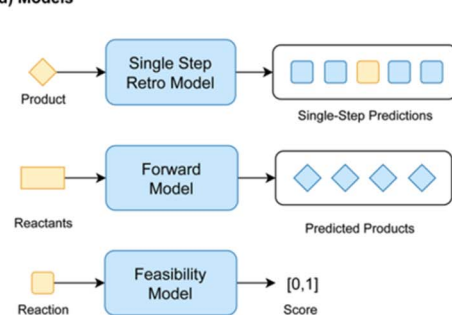 a) Models
Single Step
Retro Model
Product
Single-Step Predictions
Forward
Model
Reactants
Predicted Products
Feasibility
Model
[0,1]
Reaction
Score